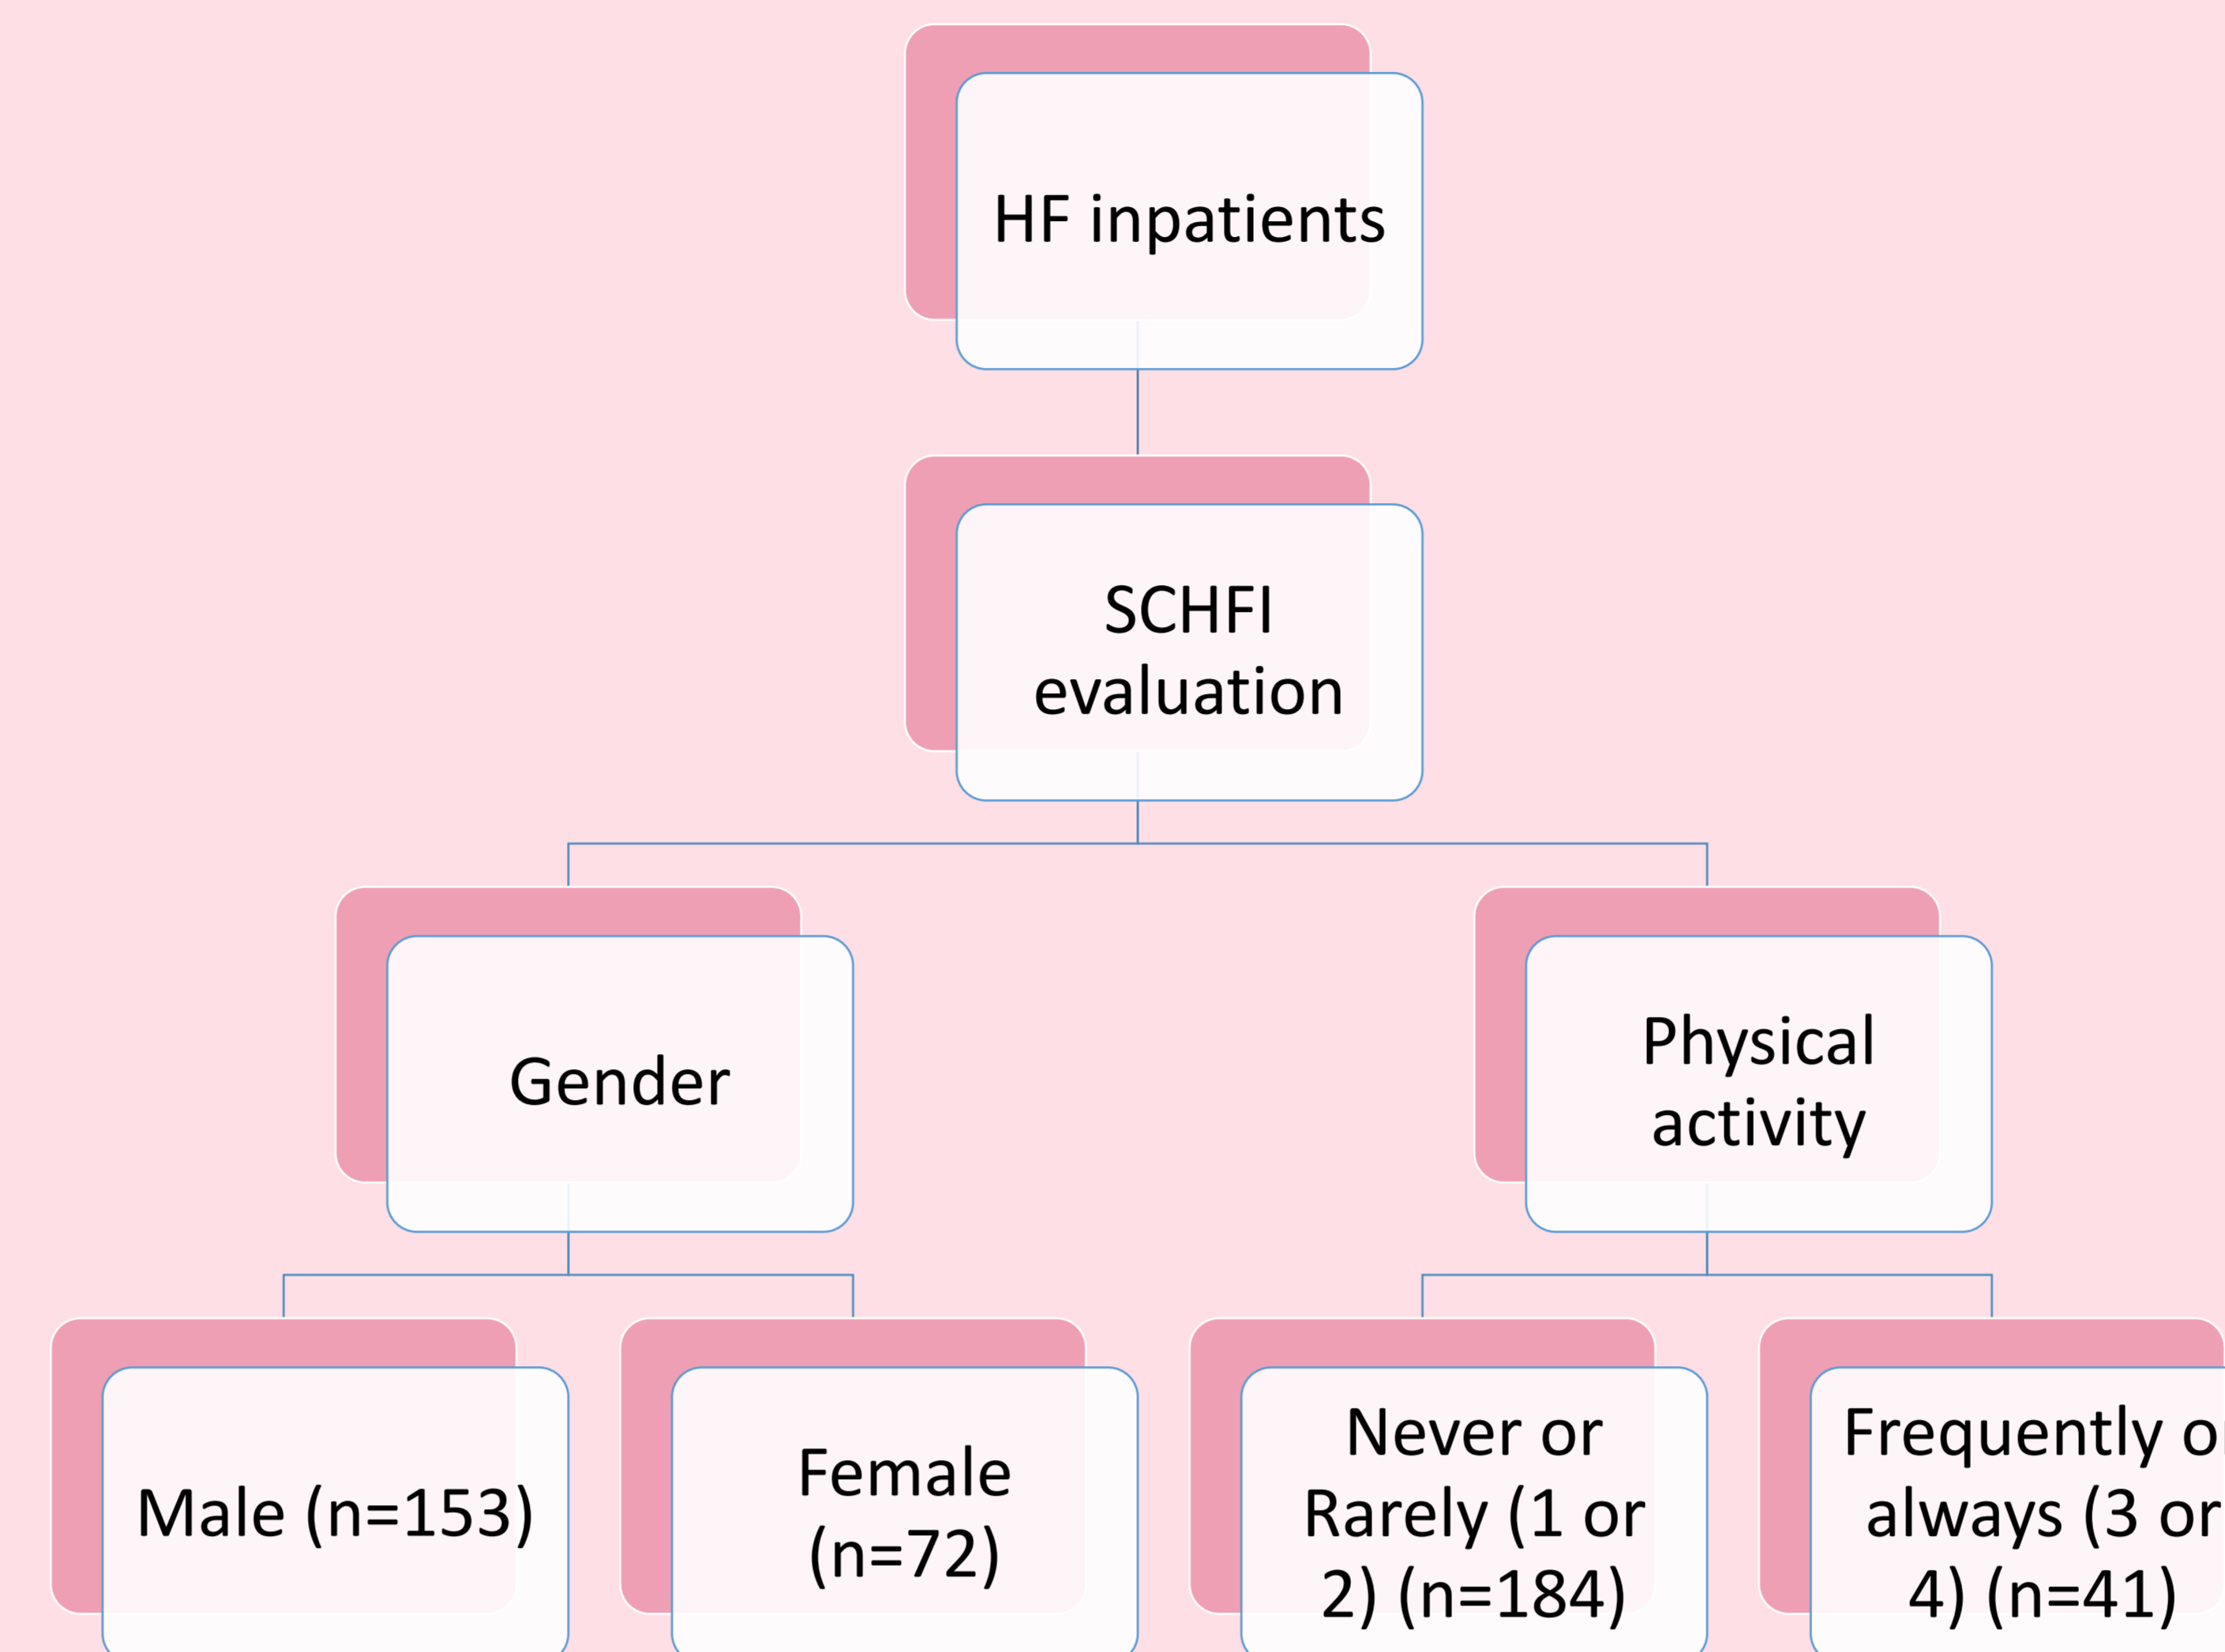 HF inpatients
SCHFI
evaluation
Gender
Physical
activity
Male (n=153)
Female
(n=72)
Never or
Rarely (1 or
2) (n=184)
Frequently o
always (3 or
4) (n=41)